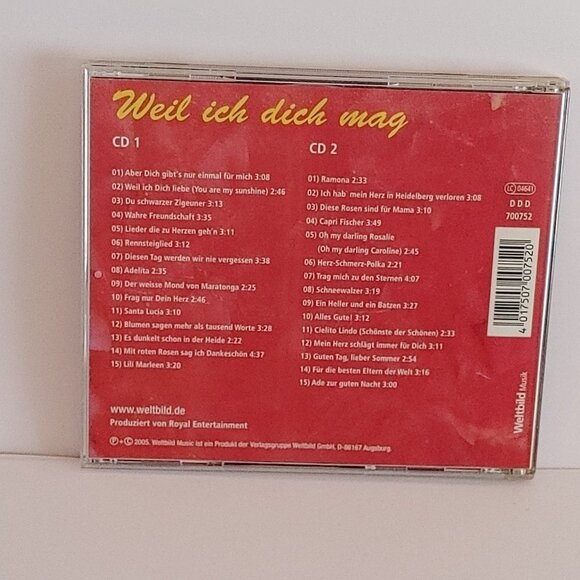 Weil ich dich mag
CD 1
01) Aber Dich gibt's nur einmal für mich 3:08
02) Weil ich Dich liebe (You are my sunshine) 2:46
03) Du schwarzer Zigeuner 3:13
04) Wahre Freundschaft 3:35
05) Lieder die zu Herzen geh'n 3:11
06) Rennsteiglied 3:12
07) Diesen Tag werden wir nie vergessen 3:38
08) Adelita 2:35
09) Der weisse Mond von Maratonga 2:25
10) Frag nur Dein Herz 2:46
11) Santa Lucia 3:10
12) Blumen sagen mehr als tausend Worte 3:28
13) Es dunkelt schon in der Heide 2:22
14) Mit roten Rosen sag ich Dankeschön 4:37
15) Lili Marleen 3:20
CD 2
01) Ramona 2:33
02) Ich hab' mein Herz in Heidelberg verloren 3:08
03) Diese Rosen sind für Mama 3:10
04) Capri Fischer 3:49
05) Oh my darling Rosalie
(Oh my darling Caroline) 2:45
06) Herz-Schmerz-Polka 2:21
07) Trag mich zu den Sternen 4:07
08) Schneewalzer 3:19
09) Ein Heller und ein Batzen 3:27
10) Alles Gute! 3:12
11) Cielito Lindo (Schönste der Schönen) 2:33
12) Mein Herz schlägt immer für Dich 3:11
13) Guten Tag, lieber Sommer 2:54
14) Für die besten Eltern der Welt 3:16
15) Ade zur guten Nacht 3:00
LC 04641
D D D
700752
4 017507 007520
Weltbild Musik
www.weltbild.de
Produziert von Royal Entertainment
℗+© 2005. Weltbild Music ist ein Produkt der Verlagsgruppe Weltbild GmbH, D-86167 Augsburg.